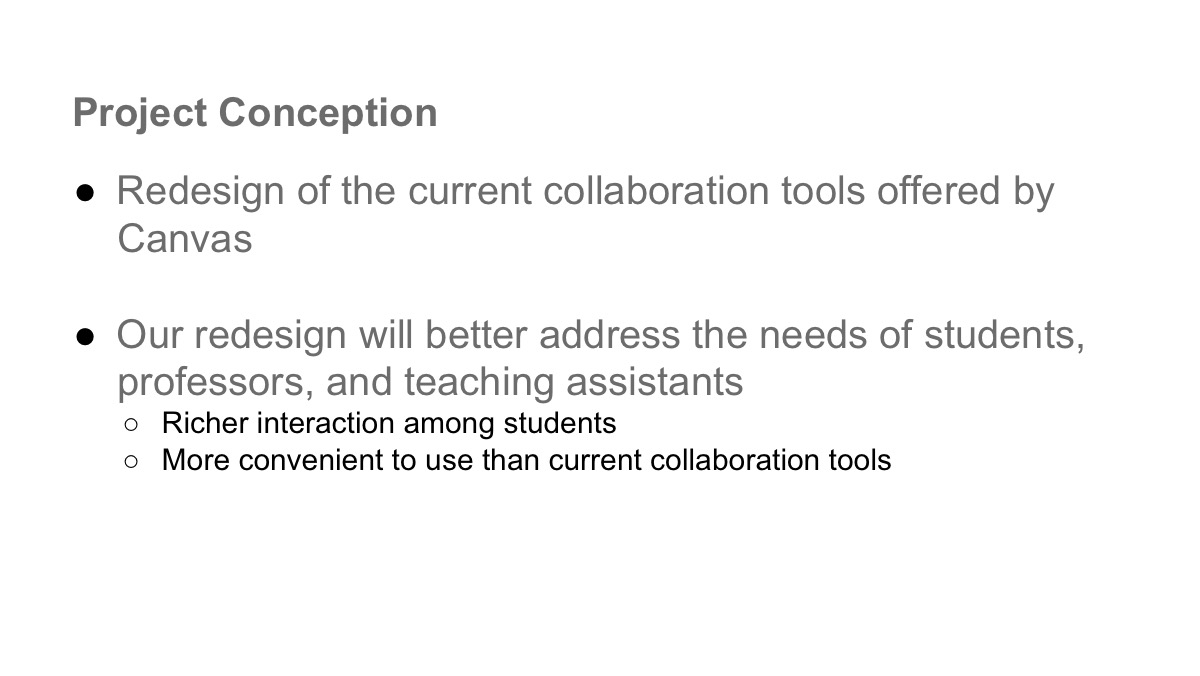 Project Conception
● Redesign of the current collaboration tools offered by
Canvas
● Our redesign will better address the needs of students,
professors, and teaching assistants
○ Richer interaction among students
○ More convenient to use than current collaboration tools